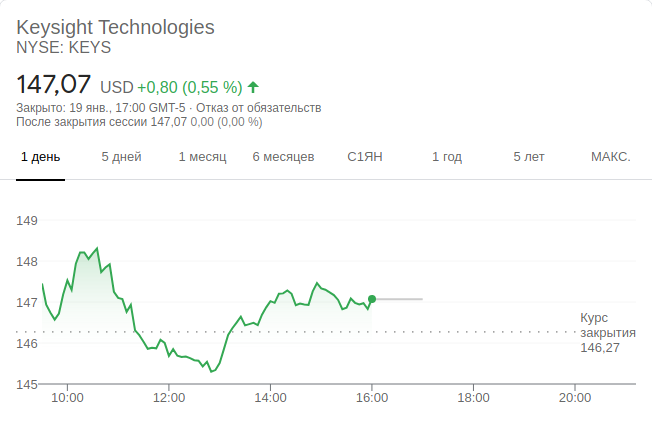 Keysight Technologies
NYSE: KEYS
147,07 USD +0,80 (0,55 %)
Закрыто: 19 янв., 17:00 GMT-5 · Отказ от обязательств
После закрытия сессии 147,07 0,00 (0,00 %)
1 день 5 дней 1 месяц 6 месяцев С1ЯН 1 год 5 лет МАКС.
149
148
147
146
145
Курс
закрытия
146,27
10:00 12:00 14:00 16:00 18:00 20:00